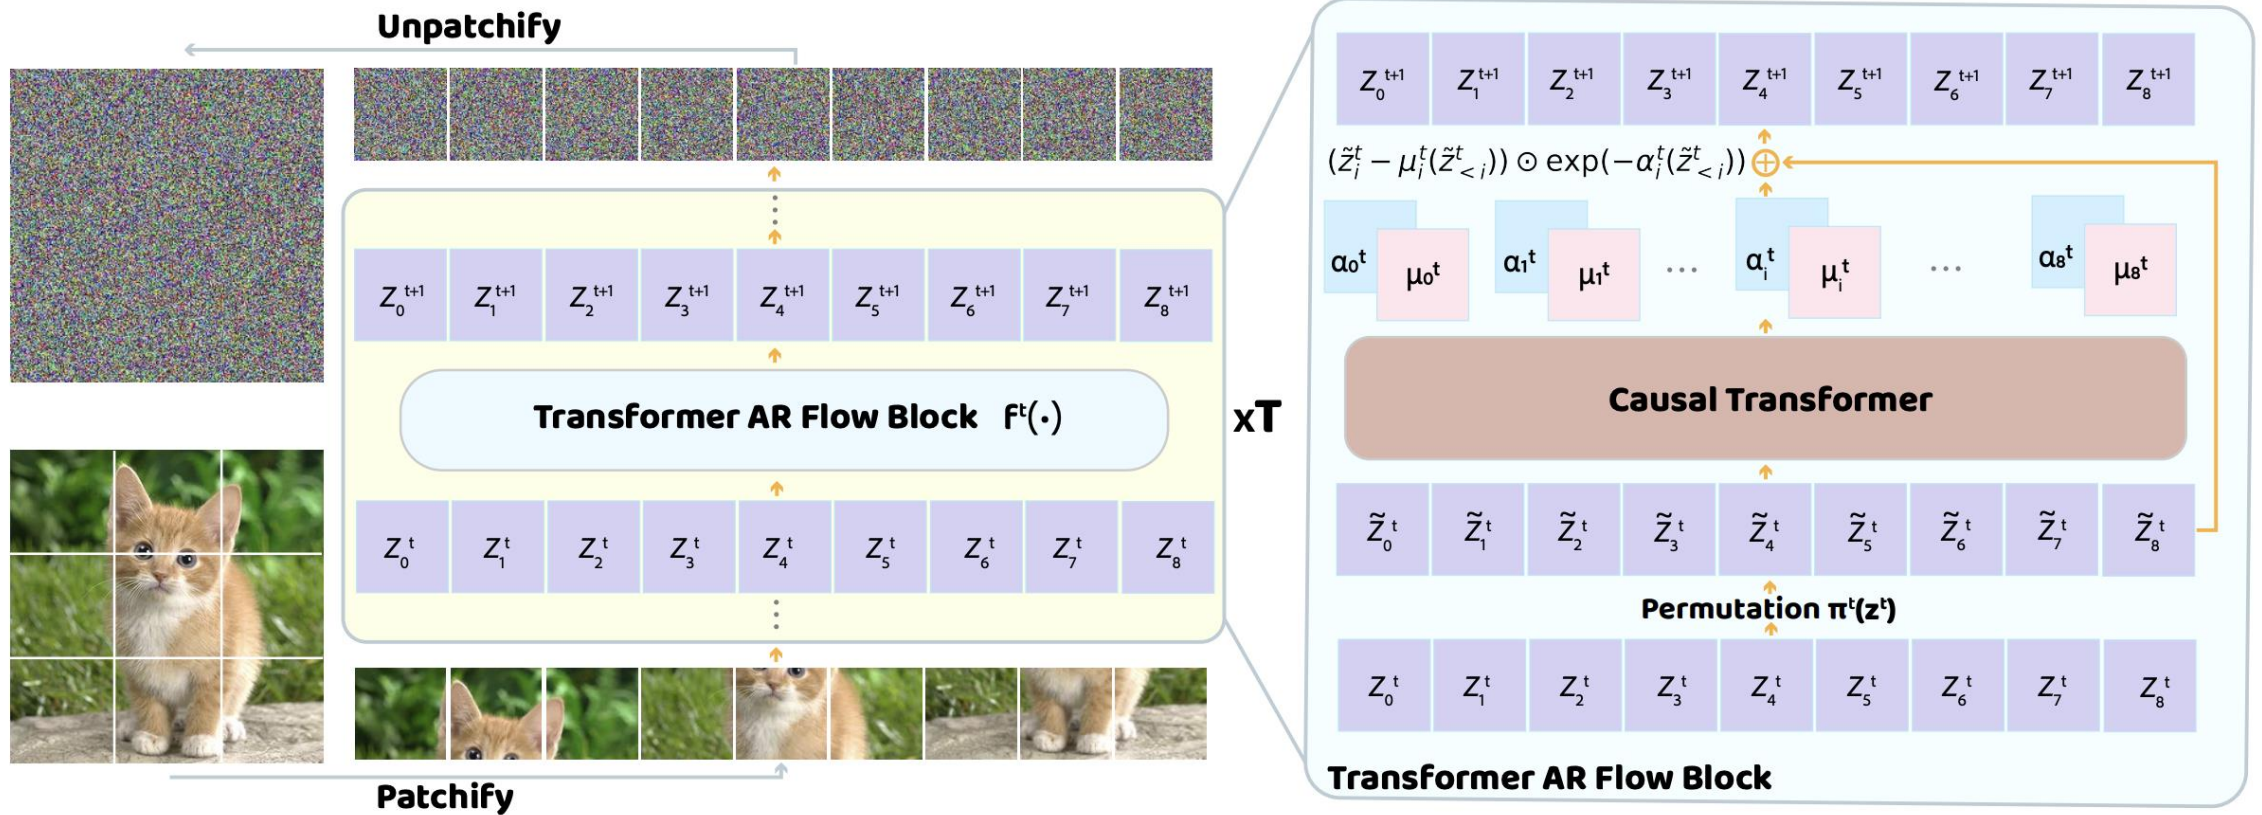 Unpatchify
Z₀ᵗ⁺¹ Z₁ᵗ⁺¹ Z₂ᵗ⁺¹ Z₃ᵗ⁺¹ Z₄ᵗ⁺¹ Z₅ᵗ⁺¹ Z₆ᵗ⁺¹ Z₇ᵗ⁺¹ Z₈ᵗ⁺¹
Transformer AR Flow Block fᵗ(·)
xT
Z₀ᵗ Z₁ᵗ Z₂ᵗ Z₃ᵗ Z₄ᵗ Z₅ᵗ Z₆ᵗ Z₇ᵗ Z₈ᵗ
Patchify
Z₀ᵗ⁺¹ Z₁ᵗ⁺¹ Z₂ᵗ⁺¹ Z₃ᵗ⁺¹ Z₄ᵗ⁺¹ Z₅ᵗ⁺¹ Z₆ᵗ⁺¹ Z₇ᵗ⁺¹ Z₈ᵗ⁺¹
(z̃ᵢᵗ − μᵢᵗ(z̃ᵗ<ᵢ)) ⊙ exp(−αᵢᵗ(z̃ᵗ<ᵢ)) ⊕
α₀ᵗ μ₀ᵗ α₁ᵗ μ₁ᵗ ... αᵢᵗ μᵢᵗ ... α₈ᵗ μ₈ᵗ
Causal Transformer
Z̃₀ᵗ Z̃₁ᵗ Z̃₂ᵗ Z̃₃ᵗ Z̃₄ᵗ Z̃₅ᵗ Z̃₆ᵗ Z̃₇ᵗ Z̃₈ᵗ
Permutation πᵗ(zᵗ)
Z₀ᵗ Z₁ᵗ Z₂ᵗ Z₃ᵗ Z₄ᵗ Z₅ᵗ Z₆ᵗ Z₇ᵗ Z₈ᵗ
Transformer AR Flow Block